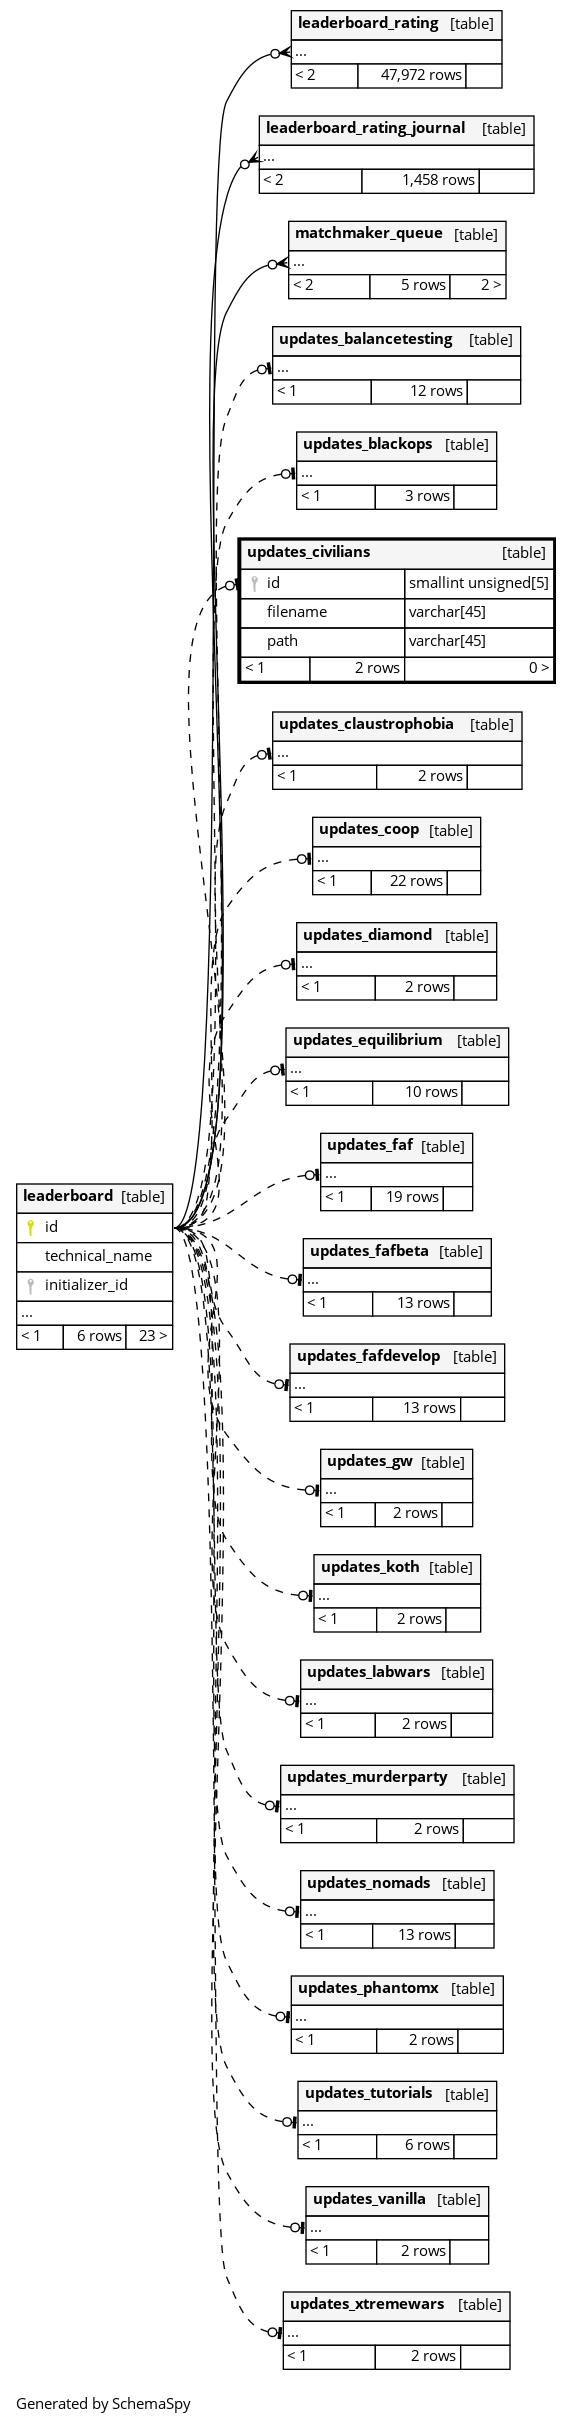 leaderboard_rating [table]
...
< 2 47,972 rows
leaderboard_rating_journal [table]
...
< 2 1,458 rows
matchmaker_queue [table]
...
< 2 5 rows 2 >
updates_balancetesting [table]
...
< 1 12 rows
updates_blackops [table]
...
< 1 3 rows
updates_civilians [table]
id smallint unsigned[5]
filename varchar[45]
path varchar[45]
< 1 2 rows 0 >
updates_claustrophobia [table]
...
< 1 2 rows
updates_coop [table]
...
< 1 22 rows
updates_diamond [table]
...
< 1 2 rows
updates_equilibrium [table]
...
< 1 10 rows
updates_faf [table]
...
< 1 19 rows
leaderboard [table]
id
technical_name
initializer_id
...
< 1 6 rows 23 >
updates_fafbeta [table]
...
< 1 13 rows
updates_fafdevelop [table]
...
< 1 13 rows
updates_gw [table]
...
< 1 2 rows
updates_koth [table]
...
< 1 2 rows
updates_labwars [table]
...
< 1 2 rows
updates_murderparty [table]
...
< 1 2 rows
updates_nomads [table]
...
< 1 13 rows
updates_phantomx [table]
...
< 1 2 rows
updates_tutorials [table]
...
< 1 6 rows
updates_vanilla [table]
...
< 1 2 rows
updates_xtremewars [table]
...
< 1 2 rows
Generated by SchemaSpy